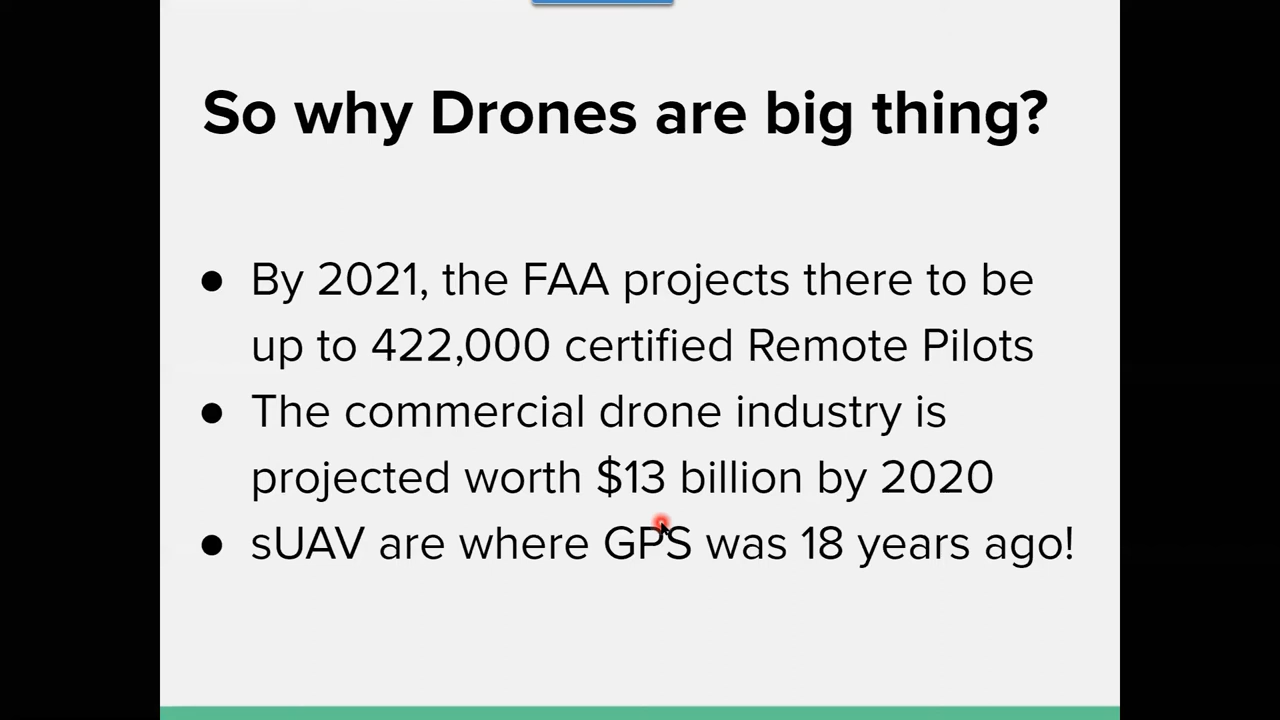 So why Drones are big thing?
● By 2021, the FAA projects there to be
up to 422,000 certified Remote Pilots
● The commercial drone industry is
projected worth $13 billion by 2020
● sUAV are where GPS was 18 years ago!